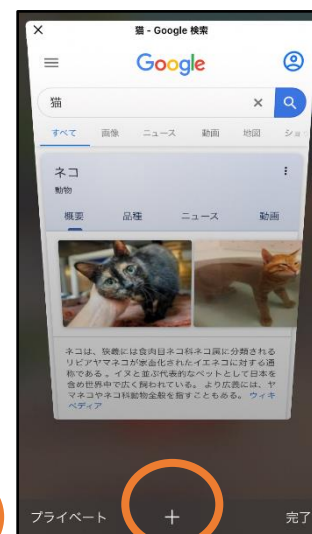 猫 - Google 検索
Google
猫
すべて 画像 ニュース 動画 地図 ショ
ネコ
動物
概要 品種 ニュース 動画
ネコは、狭義には食肉目ネコ科ネコ属に分類される
リビアヤマネコが家畜化されたイエネコに対する通
称である。イヌと並ぶ代表的なペットとして日本を
含め世界中で広く飼われている。 より広義には、ヤ
マネコやネコ科動物全般を指すこともある。 ウィキ
ペディア
プライベート 完了